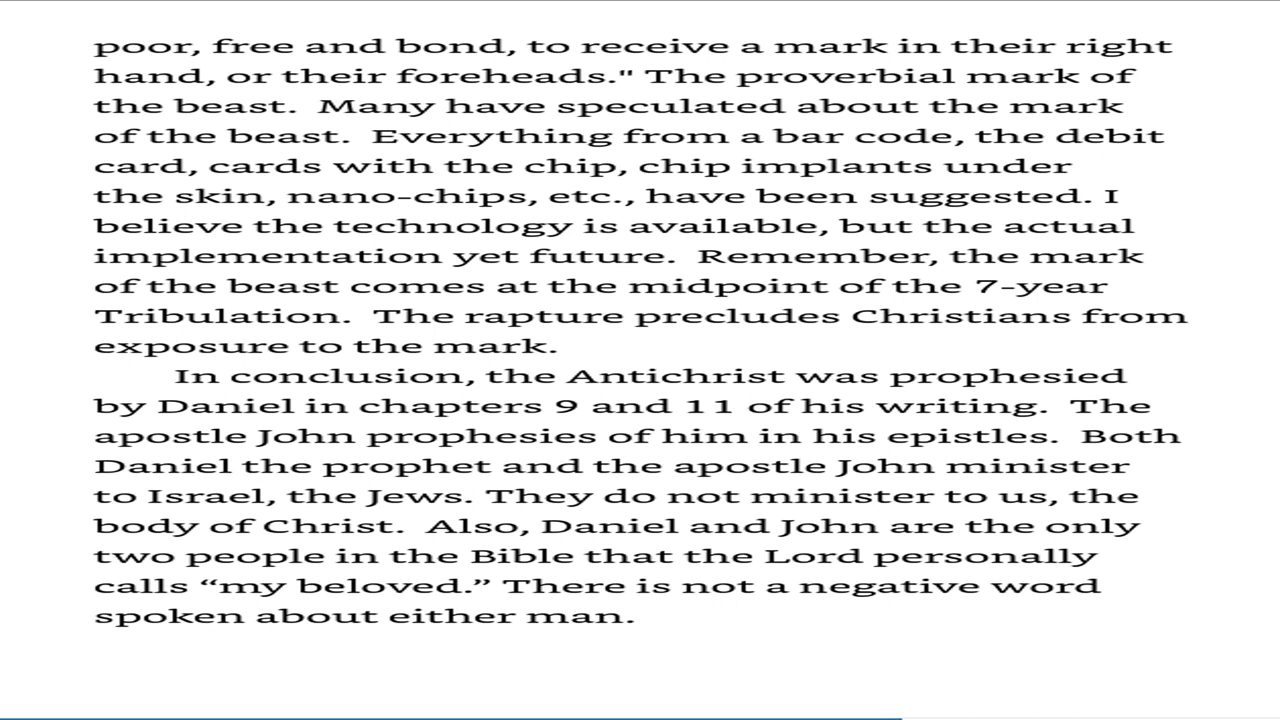 poor, free and bond, to receive a mark in their right
hand, or their foreheads." The proverbial mark of
the beast.  Many have speculated about the mark
of the beast.  Everything from a bar code, the debit
card, cards with the chip, chip implants under
the skin, nano-chips, etc., have been suggested. I
believe the technology is available, but the actual
implementation yet future.  Remember, the mark
of the beast comes at the midpoint of the 7-year
Tribulation.  The rapture precludes Christians from
exposure to the mark.
In conclusion, the Antichrist was prophesied
by Daniel in chapters 9 and 11 of his writing.  The
apostle John prophesies of him in his epistles.  Both
Daniel the prophet and the apostle John minister
to Israel, the Jews. They do not minister to us, the
body of Christ.  Also, Daniel and John are the only
two people in the Bible that the Lord personally
calls “my beloved.” There is not a negative word
spoken about either man.